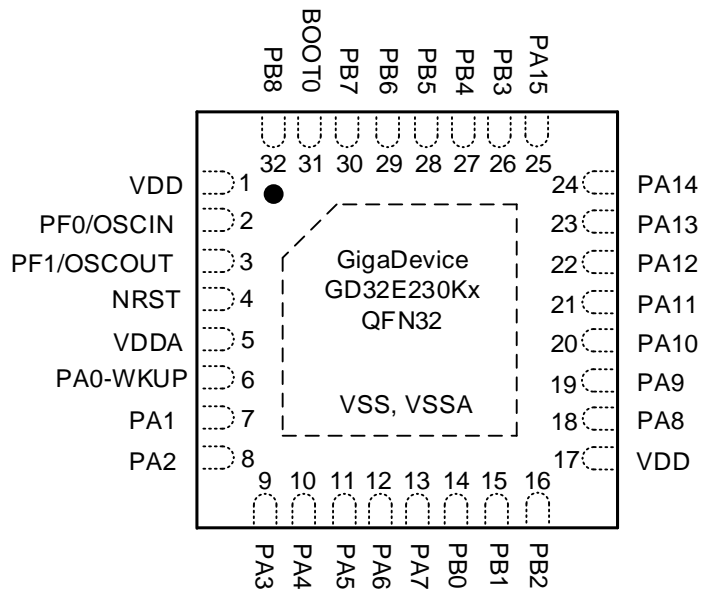 PB8
BOOT0
PB7
PB6
PB5
PB4
PB3
PA15
32
31
30
29
28
27
26
25
VDD
1
PF0/OSCIN
2
PF1/OSCOUT
3
NRST
4
VDDA
5
PA0-WKUP
6
PA1
7
PA2
8
GigaDevice
GD32E230Kx
QFN32
VSS, VSSA
24
PA14
23
PA13
22
PA12
21
PA11
20
PA10
19
PA9
18
PA8
17
VDD
9
10
11
12
13
14
15
16
PA3
PA4
PA5
PA6
PA7
PB0
PB1
PB2